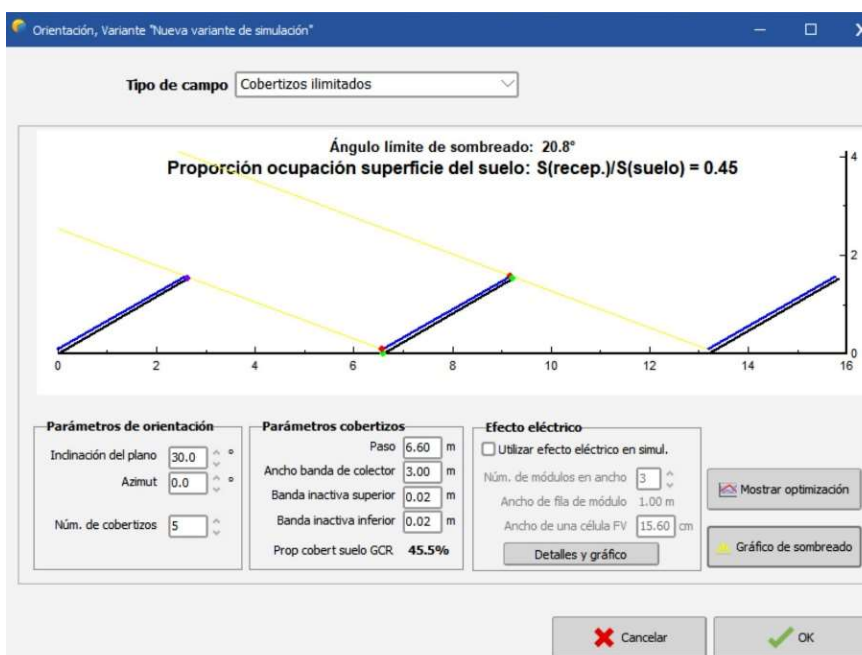 Orientación, Variante "Nueva variante de simulación"
Tipo de campo Cobertizos ilimitados
Ángulo límite de sombreado: 20.8°
Proporción ocupación superficie del suelo: S(recep.)/S(suelo) = 0.45
4
2
0
0 2 4 6 8 10 12 14 16
Parámetros de orientación
Inclinación del plano 30.0 °
Azimut 0.0 °
Núm. de cobertizos 5
Parámetros cobertizos
Paso 6.60 m
Ancho banda de colector 3.00 m
Banda inactiva superior 0.02 m
Banda inactiva inferior 0.02 m
Prop cobert suelo GCR 45.5%
Efecto eléctrico
Utilizar efecto eléctrico en simul.
Núm. de módulos en ancho 3
Ancho de fila de módulo 1.00 m
Ancho de una célula FV 15.60 cm
Detalles y gráfico
Mostrar optimización
Gráfico de sombreado
Cancelar
OK